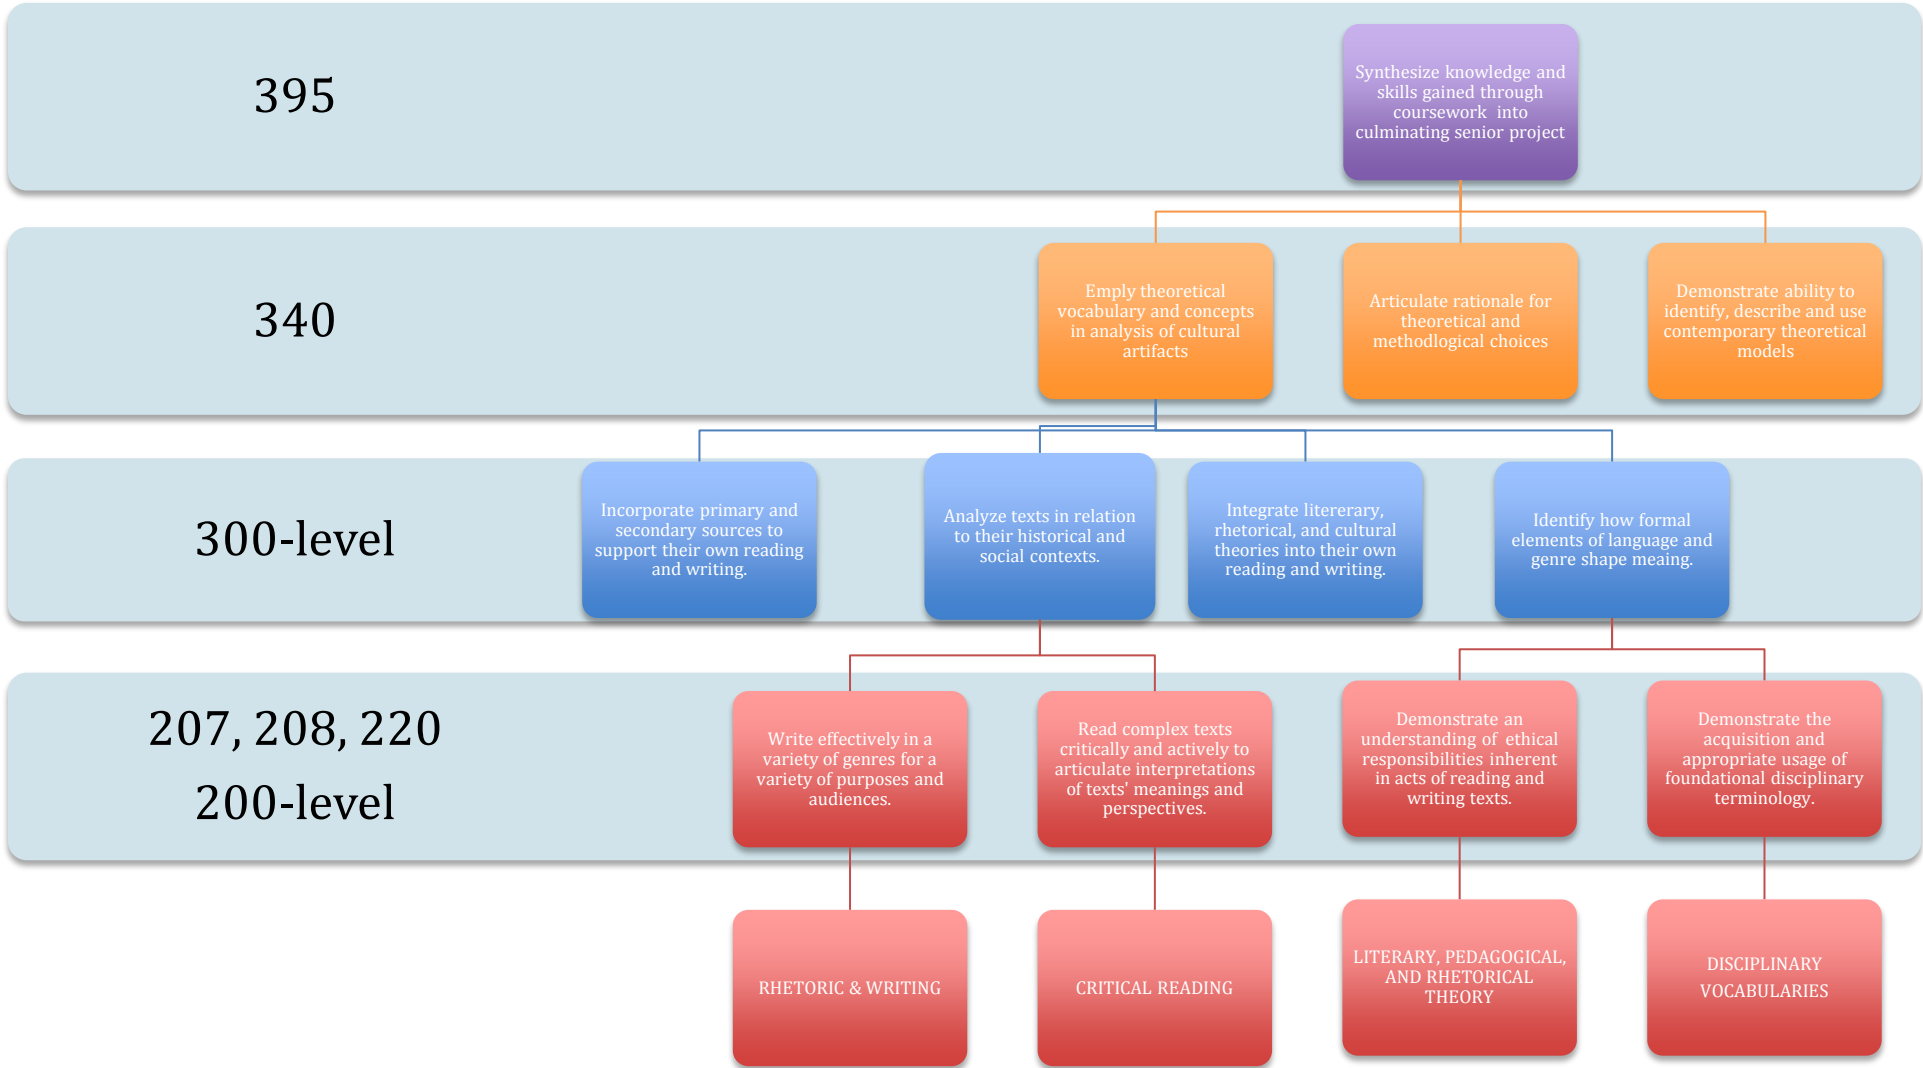 395
Synthesize knowledge and
skills gained through
coursework into
culminating senior project
340
Emply theoretical
vocabulary and concepts
in analysis of cultural
artifacts
Articulate rationale for
theoretical and
methodlogical choices
Demonstrate ability to
identify, describe and use
contemporary theoretical
models
300-level
Incorporate primary and
secondary sources to
support their own reading
and writing.
Analyze texts in relation
to their historical and
social contexts.
Integrate litererary,
rhetorical, and cultural
theories into their own
reading and writing.
Identify how formal
elements of language and
genre shape meaing.
207, 208, 220
200-level
Write effectively in a
variety of genres for a
variety of purposes and
audiences.
Read complex texts
critically and actively to
articulate interpretations
of texts' meanings and
perspectives.
Demonstrate an
understanding of ethical
responsibilities inherent
in acts of reading and
writing texts.
Demonstrate the
acquisition and
appropriate usage of
foundational disciplinary
terminology.
RHETORIC & WRITING
CRITICAL READING
LITERARY, PEDAGOGICAL,
AND RHETORICAL
THEORY
DISCIPLINARY
VOCABULARIES